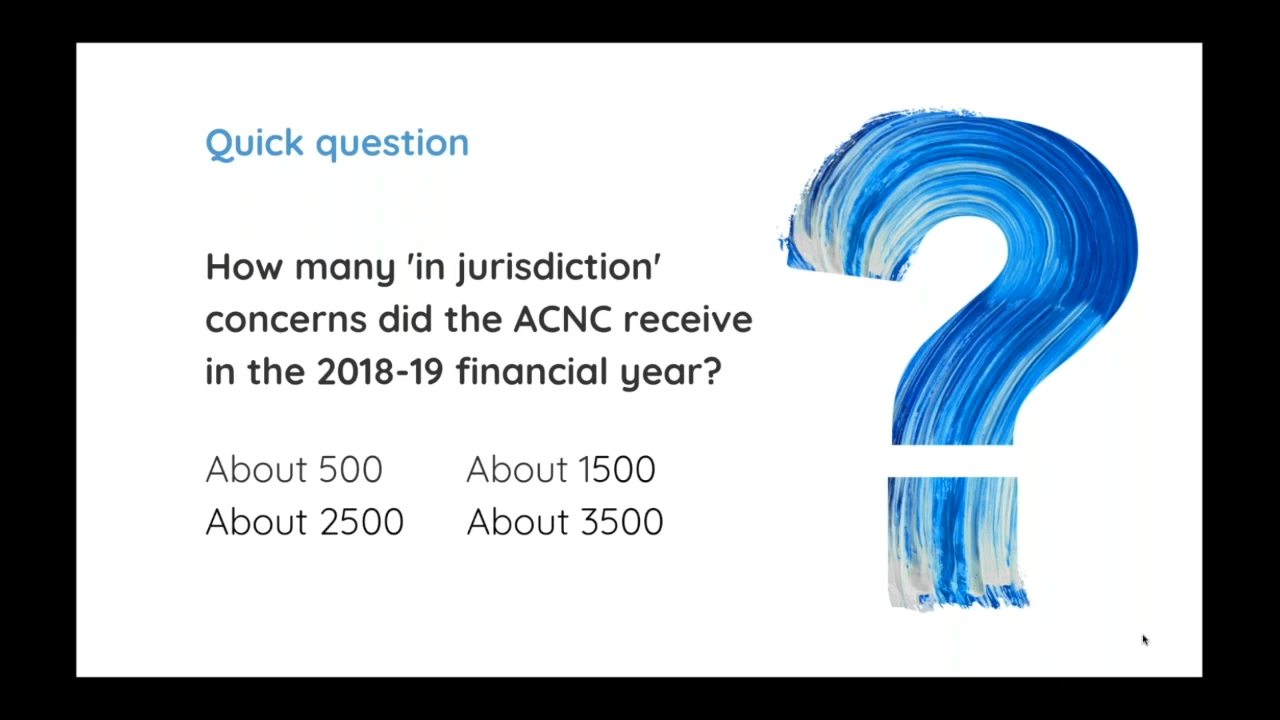 Quick question
How many 'in jurisdiction'
concerns did the ACNC receive
in the 2018-19 financial year?
About 500 About 1500
About 2500 About 3500